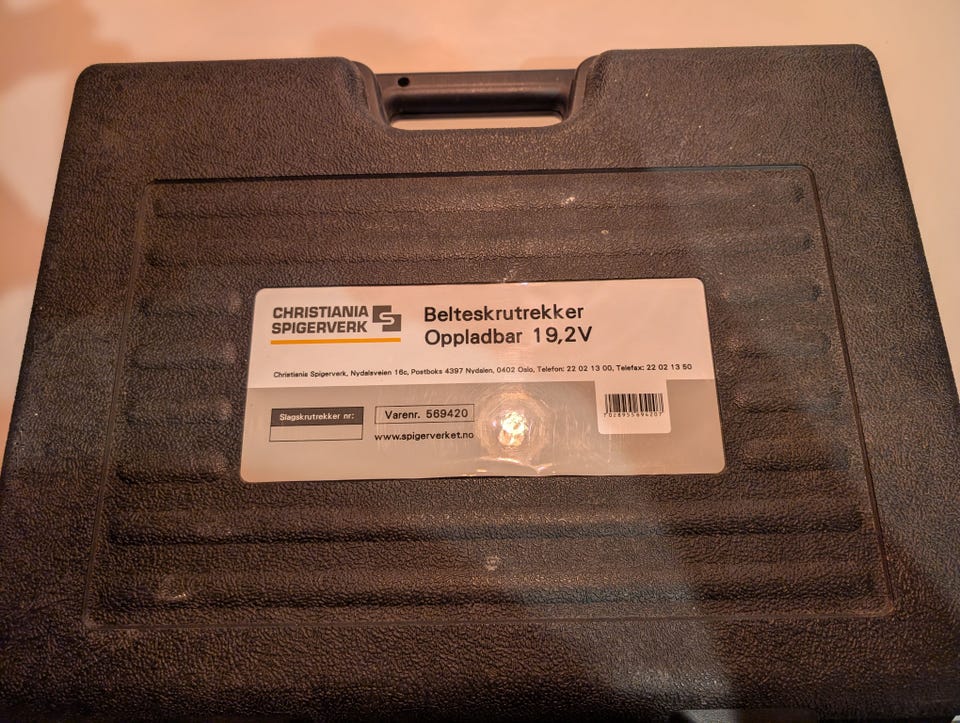 CHRISTIANIA
SPIGERVERK
Belteskrutrekker
Oppladbar 19,2V
Christiania Spigerverk, Nydalsveien 16c, Postboks 4397 Nydalen, 0402 Oslo, Telefon: 22 02 13 00, Telefax: 22 02 13 50
Slagskrutrekker nr:
Varenr. 569420
www.spigerverket.no
7028955694207